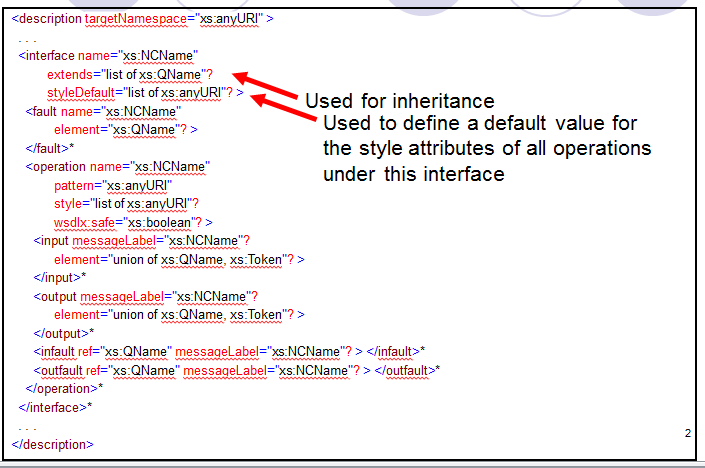 <description targetNamespace="xs:anyURI" >
. . .
<interface name="xs:NCName"
extends="list of xs:QName"?
styleDefault="list of xs:anyURI"? >
Used for inheritance
Used to define a default value for
the style attributes of all operations
under this interface
<fault name="xs:NCName"
element="xs:QName"? >
</fault>*
<operation name="xs:NCName"
pattern="xs:anyURI"
style="list of xs:anyURI"?
wsdlx:safe="xs:boolean"? >
<input messageLabel="xs:NCName"?
element="union of xs:QName, xs:Token"? >
</input>*
<output messageLabel="xs:NCName"?
element="union of xs:QName, xs:Token"? >
</output>*
<infault ref="xs:QName" messageLabel="xs:NCName"? > </infault>*
<outfault ref="xs:QName" messageLabel="xs:NCName"? > </outfault>*
</operation>*
</interface>*
. . .
</description>
2